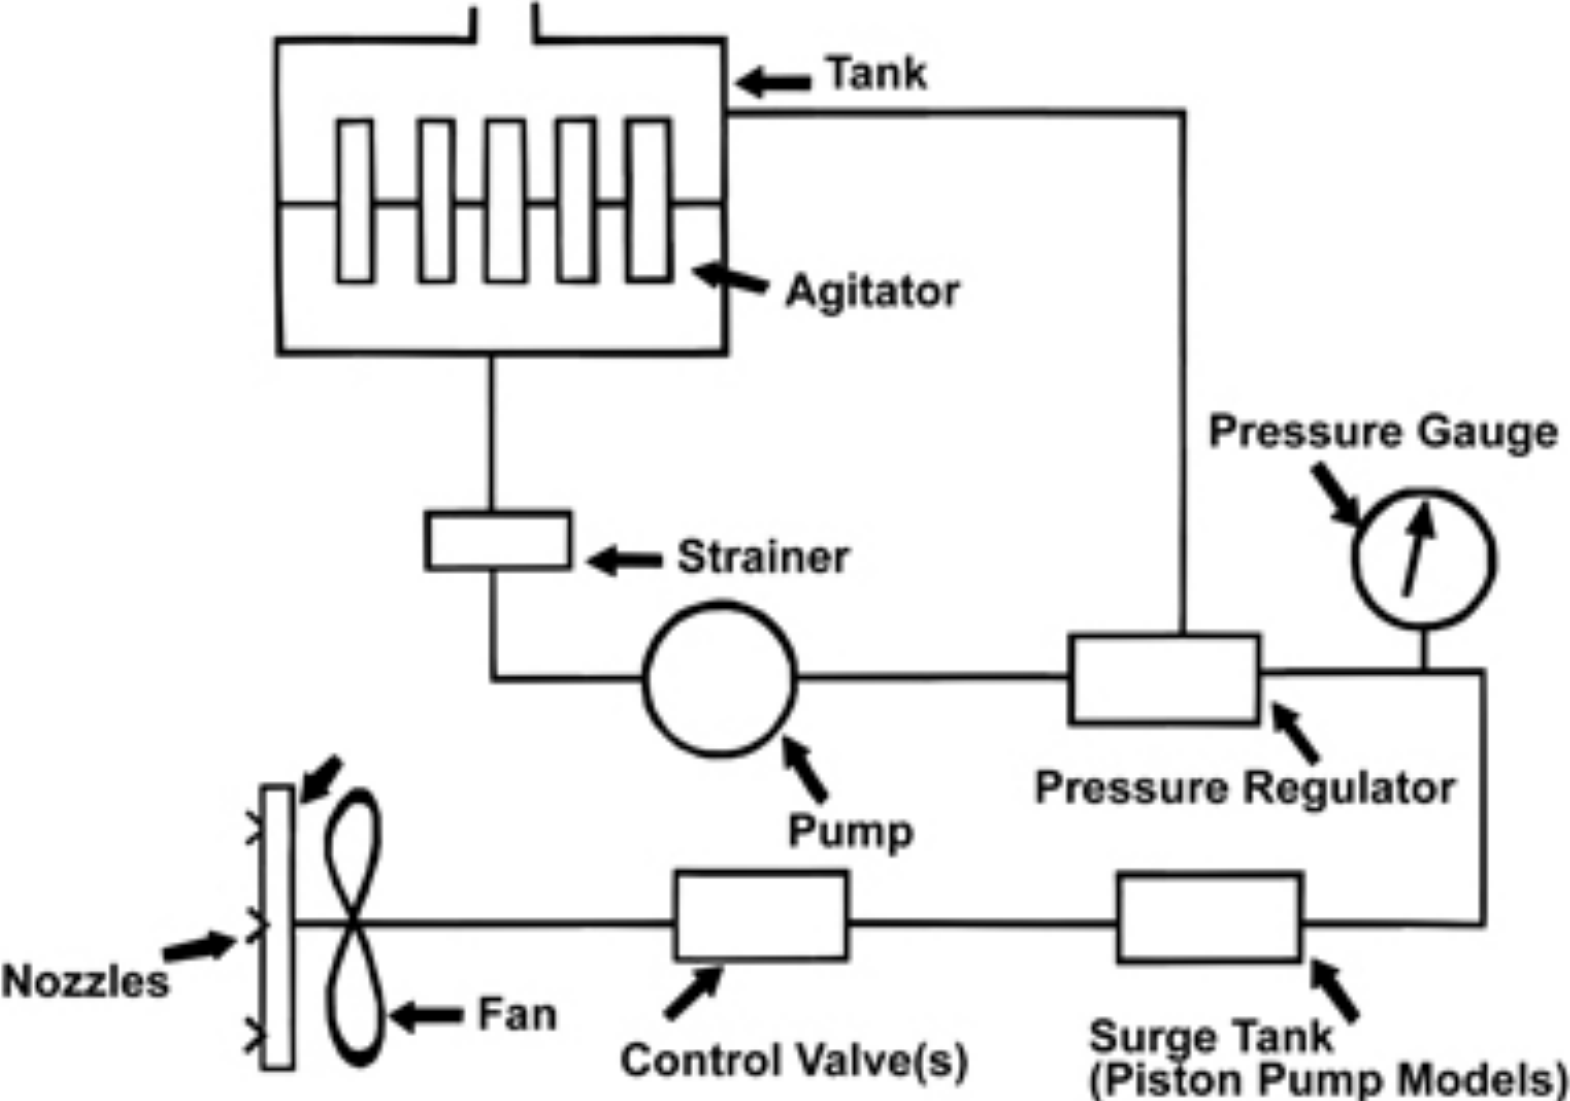 Tank
Agitator
Pressure Gauge
Strainer
Pressure Regulator
Pump
Nozzles
Fan
Control Valve(s)
Surge Tank
(Piston Pump Models)